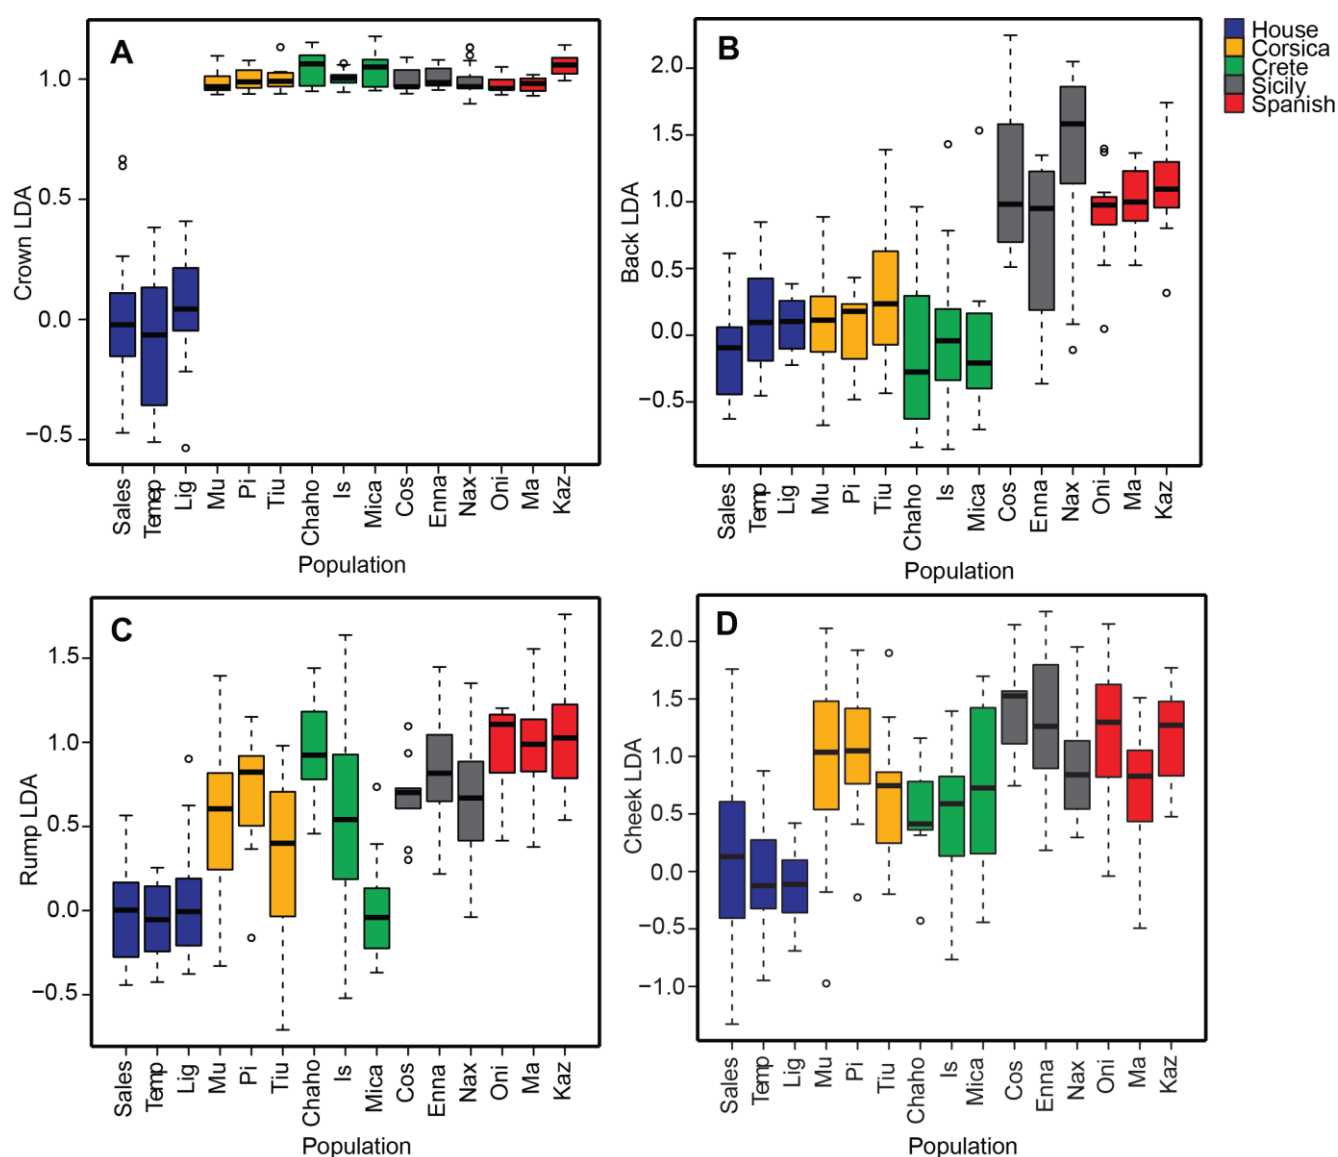 A
Crown LDA
1.0
0.5
0.0
−0.5
Sales
Temp
Lig
Mu
Pi
Tiu
Chaho
Is
Mica
Cos
Enna
Nax
Oni
Ma
Kaz
Population
B
Back LDA
2.0
1.5
1.0
0.5
0.0
−0.5
Sales
Temp
Lig
Mu
Pi
Tiu
Chaho
Is
Mica
Cos
Enna
Nax
Oni
Ma
Kaz
Population
House
Corsica
Crete
Sicily
Spanish
C
Rump LDA
1.5
1.0
0.5
0.0
−0.5
Sales
Temp
Lig
Mu
Pi
Tiu
Chaho
Is
Mica
Cos
Enna
Nax
Oni
Ma
Kaz
Population
D
Cheek LDA
2.0
1.5
1.0
0.5
0.0
−0.5
−1.0
Sales
Temp
Lig
Mu
Pi
Tiu
Chaho
Is
Mica
Cos
Enna
Nax
Oni
Ma
Kaz
Population